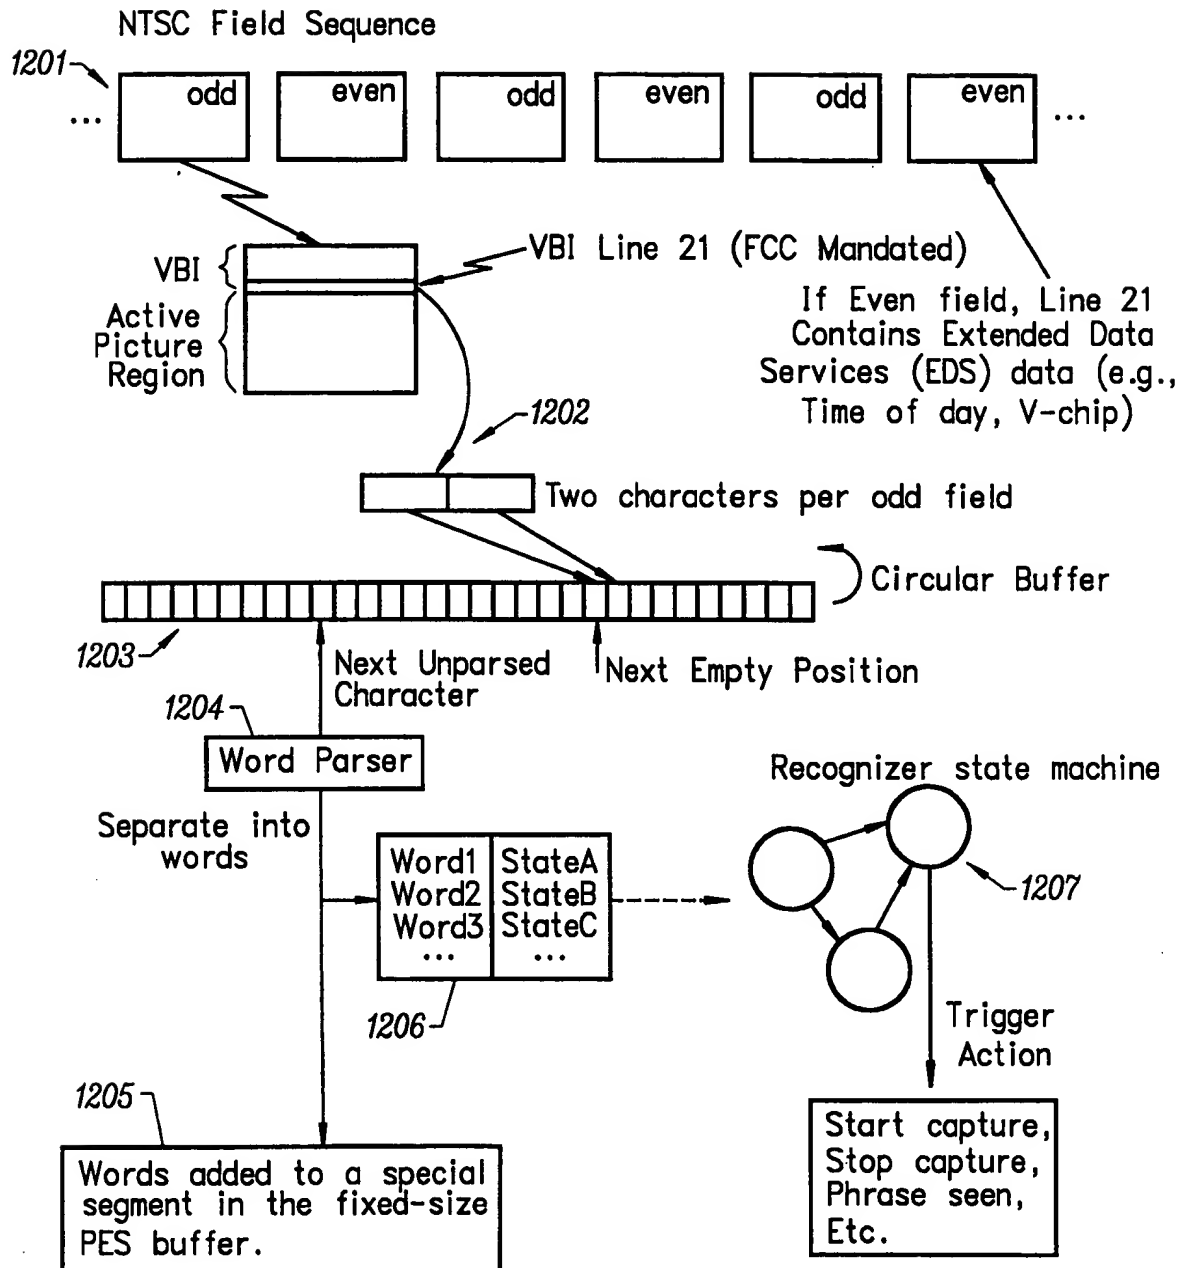 NTSC Field Sequence
1201
... odd even odd even odd even ...
VBI
VBI Line 21 (FCC Mandated)
Active
Picture
Region
If Even field, Line 21
Contains Extended Data
Services (EDS) data (e.g.,
Time of day, V-chip)
1202
Two characters per odd field
Circular Buffer
1203
Next Unparsed
Character
Next Empty Position
1204
Word Parser
Recognizer state machine
Separate into
words
Word1 StateA
Word2 StateB
Word3 StateC
... ...
1206
1207
Trigger
Action
1205
Words added to a special
segment in the fixed-size
PES buffer.
Start capture,
Stop capture,
Phrase seen,
Etc.